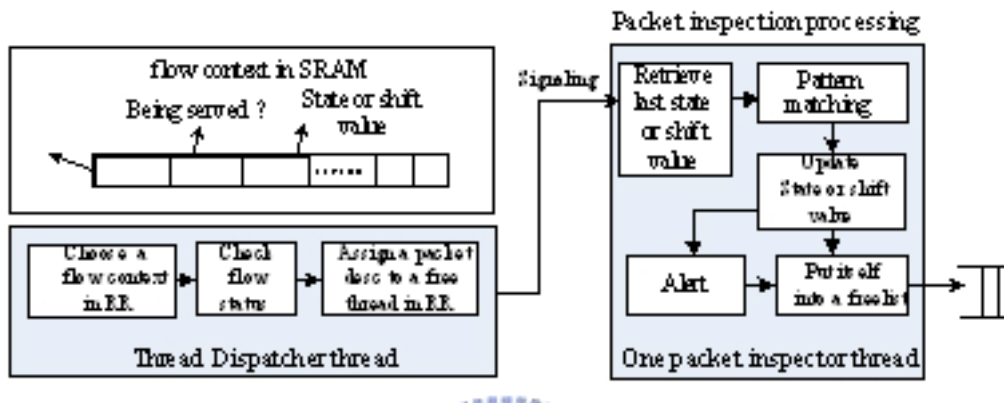 Packet inspection processing
flow context in SRAM
Being served ?
State or shift
value
......
Signaling
Retrieve
last state
or shift
value
Pattern
matching
Update
State or shift
value
Alert
Put itself
into a free list
One packet inspector thread
Choose a
flow context
in RR
Check
flow
status
Assign a packet
desc to a free
thread in RR
Thread Dispatcher thread